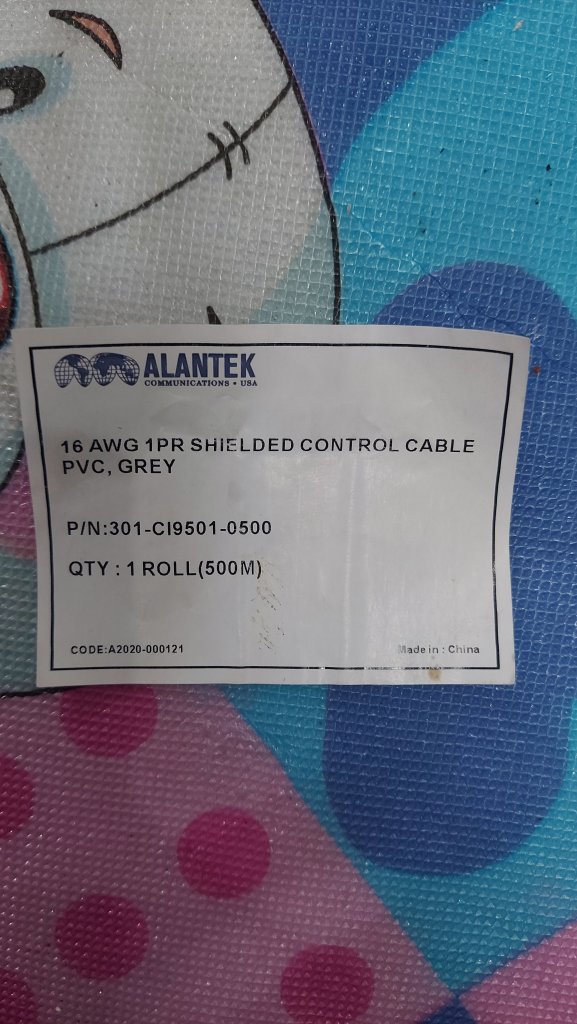 ALANTEK
COMMUNICATIONS • USA
16 AWG 1PR SHIELDED CONTROL CABLE
PVC, GREY
P/N:301-CI9501-0500
QTY : 1 ROLL(500M)
CODE:A2020-000121
Made in : China